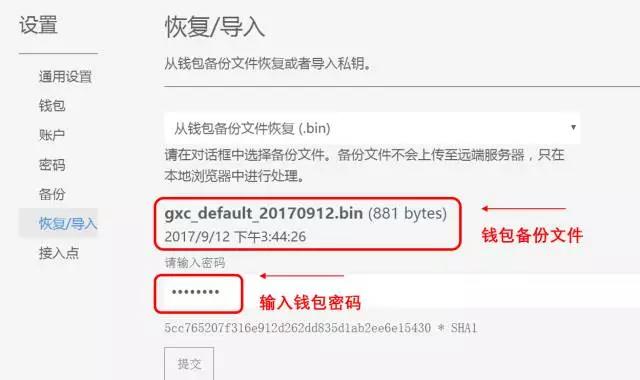 设置
通用设置
钱包
账户
密码
备份
恢复/导入
接入点
恢复/导入
从钱包备份文件恢复或者导入私钥。
从钱包备份文件恢复 (.bin)
请在对话框中选择备份文件。备份文件不会上传至远端服务器，只在
本地浏览器中进行处理。
gxc_default_20170912.bin (881 bytes)
2017/9/12 下午3:44:26
钱包备份文件
请输入密码
••••••••
输入钱包密码
5cc765207f316e912d262dd835d1ab2ee6e15430 * SHA1
提交